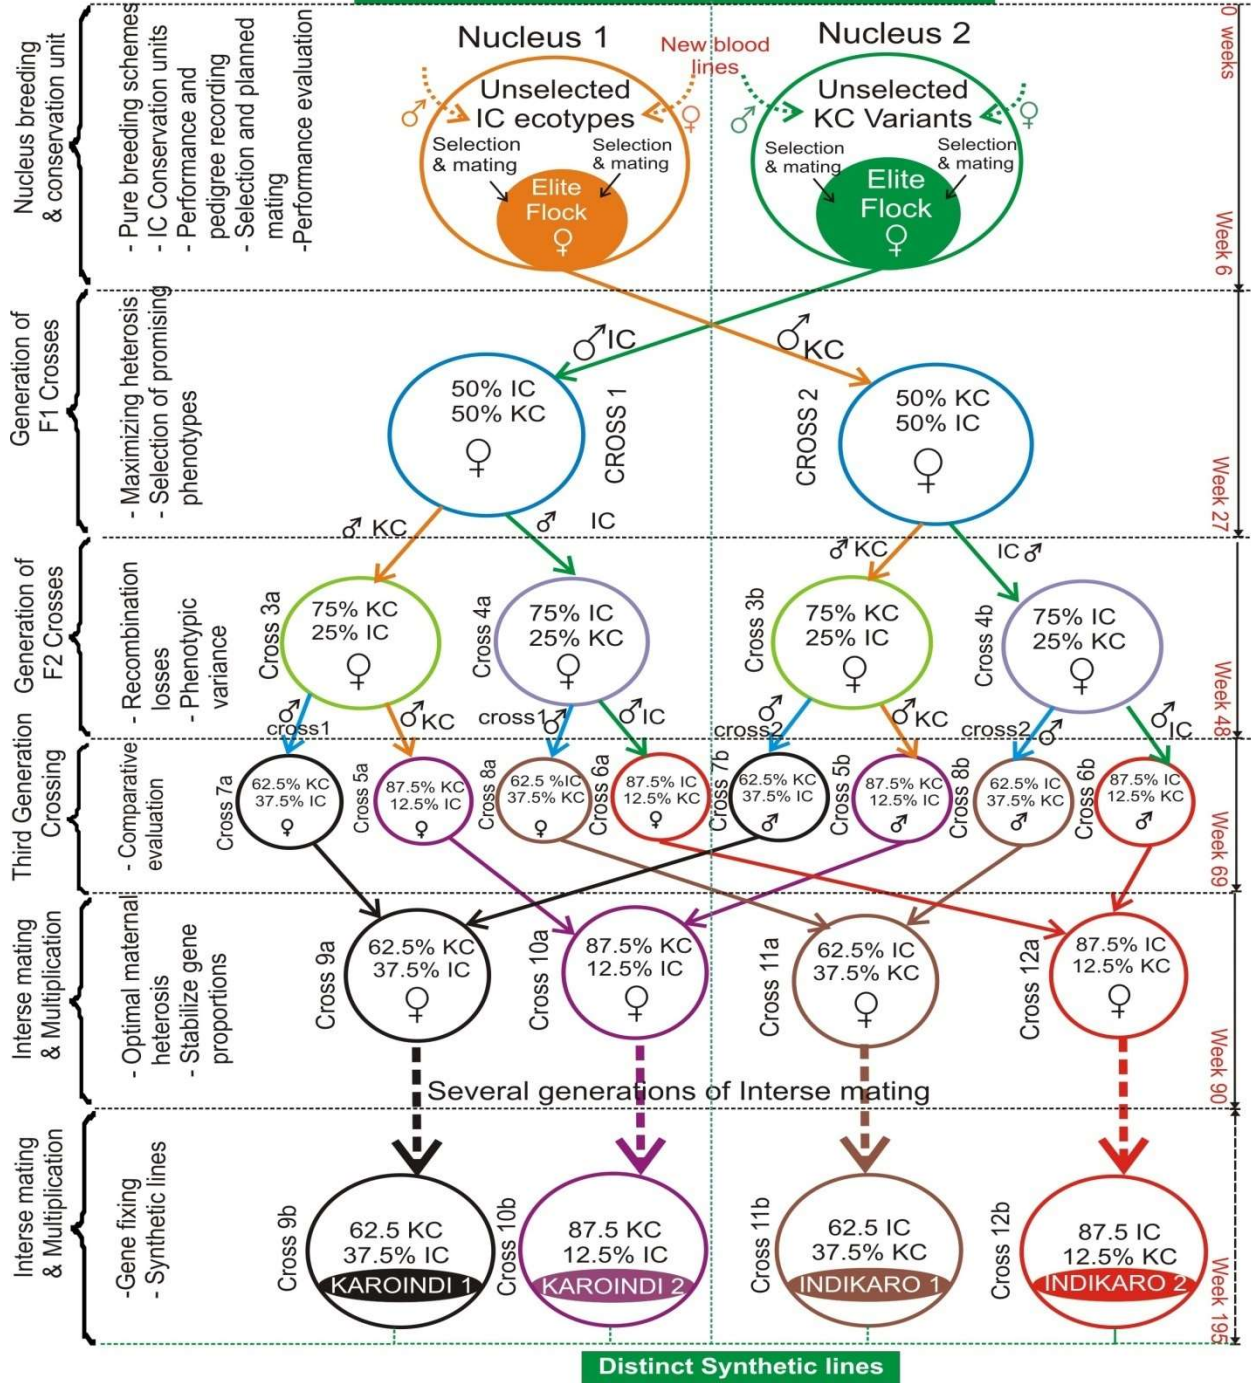 Nucleus breeding
& conservation unit
- Pure breeding schemes
- IC Conservation units
- Performance and
pedigree recording
- Selection and planned
mating
-Performance evaluation
Nucleus 1
New blood
lines
Unselected
IC ecotypes
♂
♀
Selection
& mating
Selection
& mating
Elite
Flock
♀
Nucleus 2
Unselected
KC Variants
♂
♀
Selection
& mating
Selection
& mating
Elite
Flock
♀
0 weeks
Week 6
Generation of
F1 Crosses
- Maximizing heterosis
- Selection of promising
phenotypes
♂IC
♂KC
50% IC
50% KC
♀
CROSS 1
CROSS 2
50% KC
50% IC
♀
Week 27
♂ KC
♂ IC
♂KC
IC♂
Generation of
F2 Crosses
- Recombination
losses
- Phenotypic
variance
Cross 3a
75% KC
25% IC
♀
Cross 4a
75% IC
25% KC
♀
Cross 3b
75% KC
25% IC
♀
Cross 4b
75% IC
25% KC
♀
Week 48
♂
cross1
♂KC
cross1♂
♂IC
♂
cross2
♂KC
cross2
♂
♂IC
Third Generation
Crossing
- Comparative
evaluation
Cross 7a
62.5% KC
37.5% IC
♀
Cross 5a
87.5% KC
12.5% IC
♀
Cross 8a
62.5 %IC
37.5% KC
♀
Cross 6a
87.5% IC
12.5% KC
♀
Cross 7b
62.5% KC
37.5% IC
♂
Cross 5b
87.5% KC
12.5% IC
♂
Cross 8b
62.5% IC
37.5% KC
♂
Cross 6b
87.5% IC
12.5% KC
♂
Week 69
Interse mating
& Multiplication
- Optimal maternal
heterosis
- Stabilize gene
proportions
Cross 9a
62.5% KC
37.5% IC
♀
Cross 10a
87.5% KC
12.5% IC
♀
Cross 11a
62.5% IC
37.5% KC
♀
Cross 12a
87.5% IC
12.5% KC
♀
Week 90
Several generations of Interse mating
Interse mating
& Multiplication
-Gene fixing
- Synthetic lines
Cross 9b
62.5 KC
37.5% IC
KAROINDI 1
Cross 10b
87.5 KC
12.5% IC
KAROINDI 2
Cross 11b
62.5 IC
37.5% KC
INDIKARO 1
Cross 12b
87.5 IC
12.5% KC
INDIKARO 2
Week 195
Distinct Synthetic lines